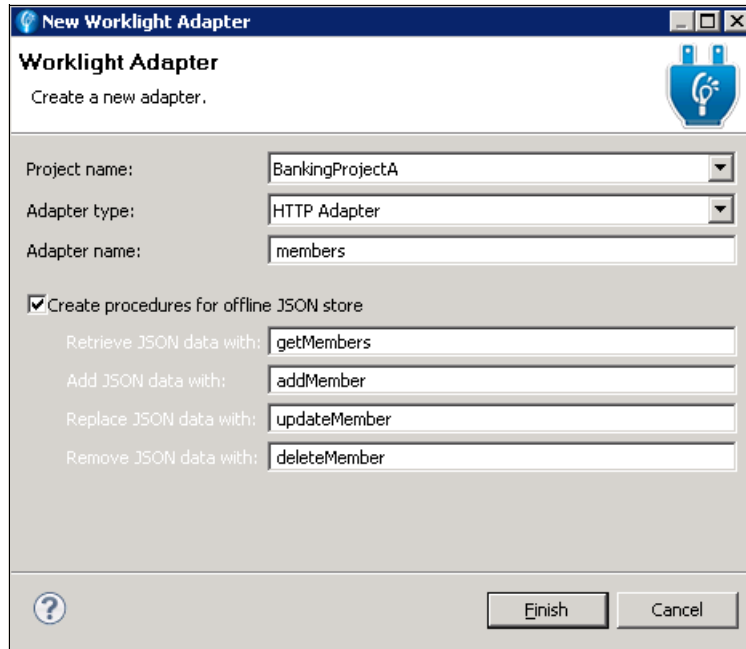 New Worklight Adapter
Worklight Adapter
Create a new adapter.
Project name: BankingProjectA
Adapter type: HTTP Adapter
Adapter name: members
Create procedures for offline JSON store
Retrieve JSON data with: getMembers
Add JSON data with: addMember
Replace JSON data with: updateMember
Remove JSON data with: deleteMember
? Finish Cancel